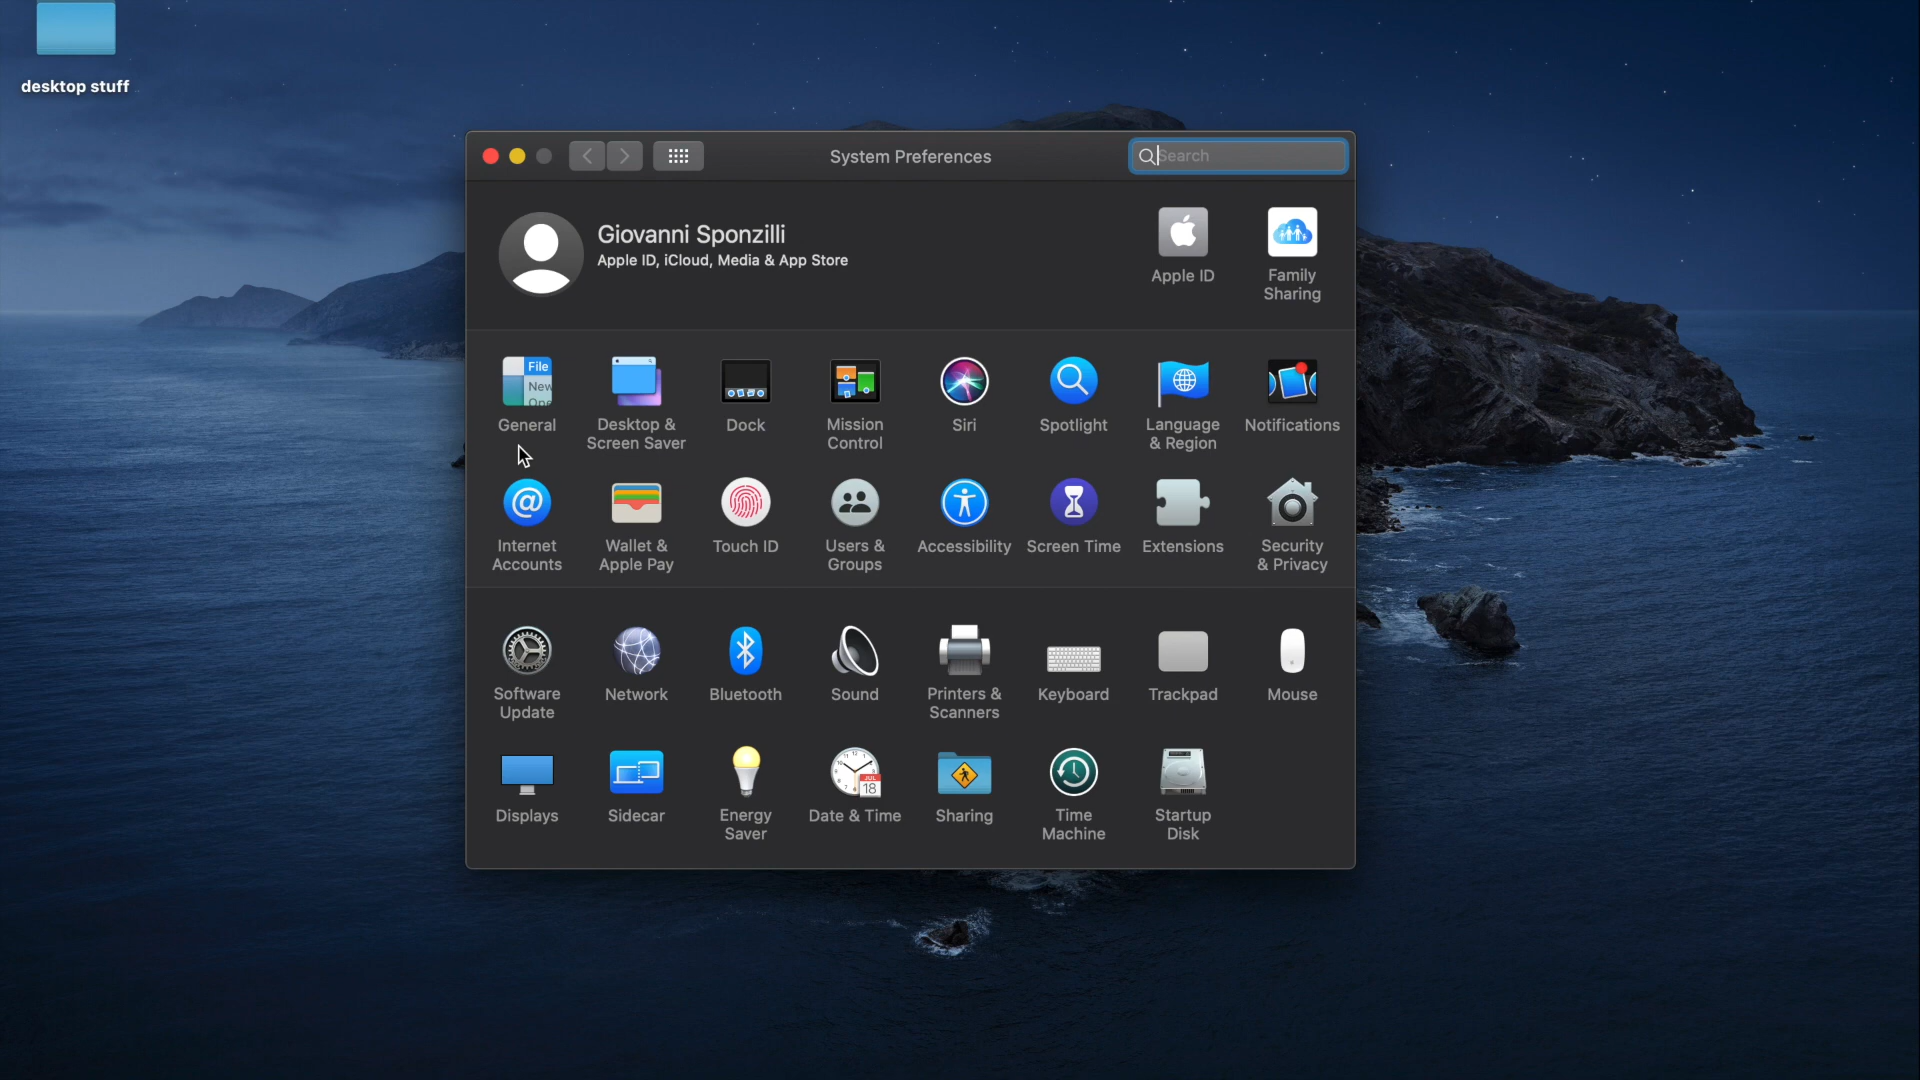 desktop stuff
System Preferences
Search
Giovanni Sponzilli
Apple ID, iCloud, Media & App Store
Apple ID
Family
Sharing
File
New
Ope
General
Desktop &
Screen Saver
Dock
Mission
Control
Siri
Spotlight
Language
& Region
Notifications
Internet
Accounts
Wallet &
Apple Pay
Touch ID
Users &
Groups
Accessibility
Screen Time
Extensions
Security
& Privacy
Software
Update
Network
Bluetooth
Sound
Printers &
Scanners
Keyboard
Trackpad
Mouse
Displays
Sidecar
Energy
Saver
JUL
18
Date & Time
Sharing
Time
Machine
Startup
Disk